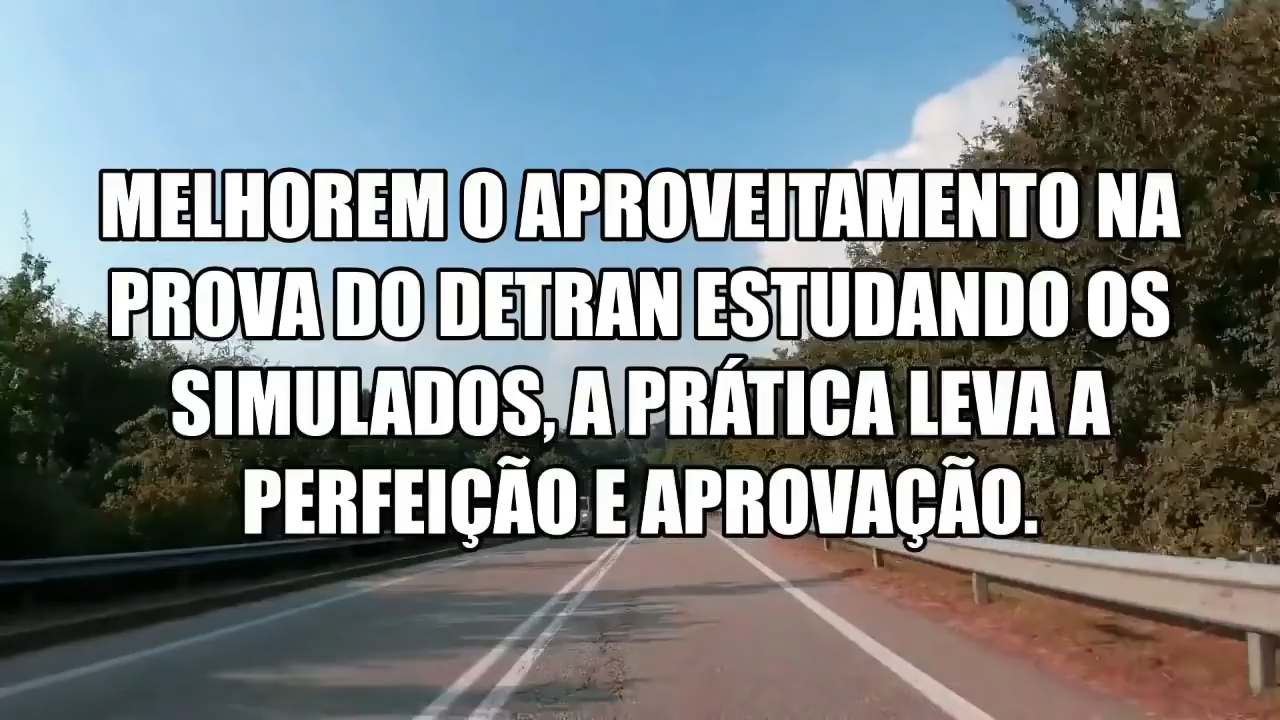 MELHOREM O APROVEITAMENTO NA
PROVA DO DETRAN ESTUDANDO OS
SIMULADOS, A PRÁTICA LEVA A
PERFEIÇÃO E APROVAÇÃO.